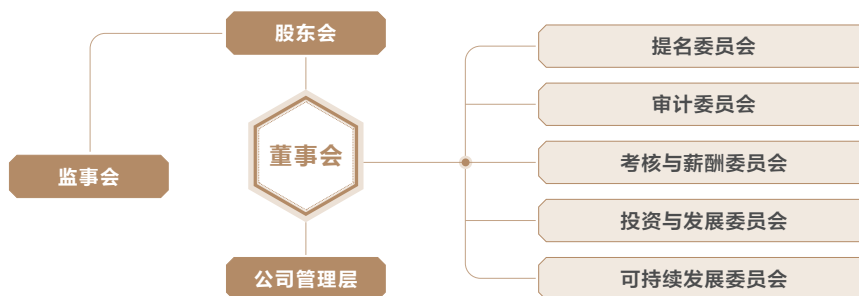 股东会
监事会
董事会
公司管理层
提名委员会
审计委员会
考核与薪酬委员会
投资与发展委员会
可持续发展委员会